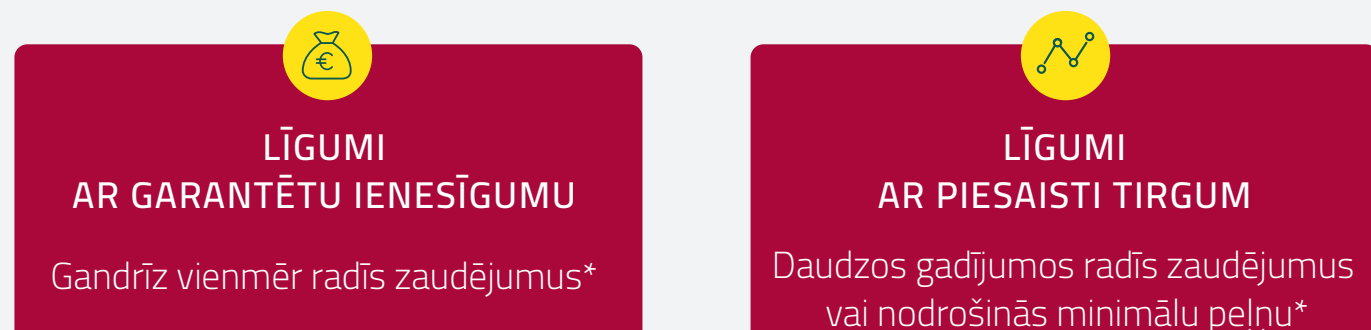 LĪGUMI
AR GARANTĒTU IENESĪGUMU
Gandrīz vienmēr radīs zaudējumus*
LĪGUMI
AR PIESAISTI TIRGUM
Daudzos gadījumos radīs zaudējumus
vai nodrošinās minimālu peļņu*